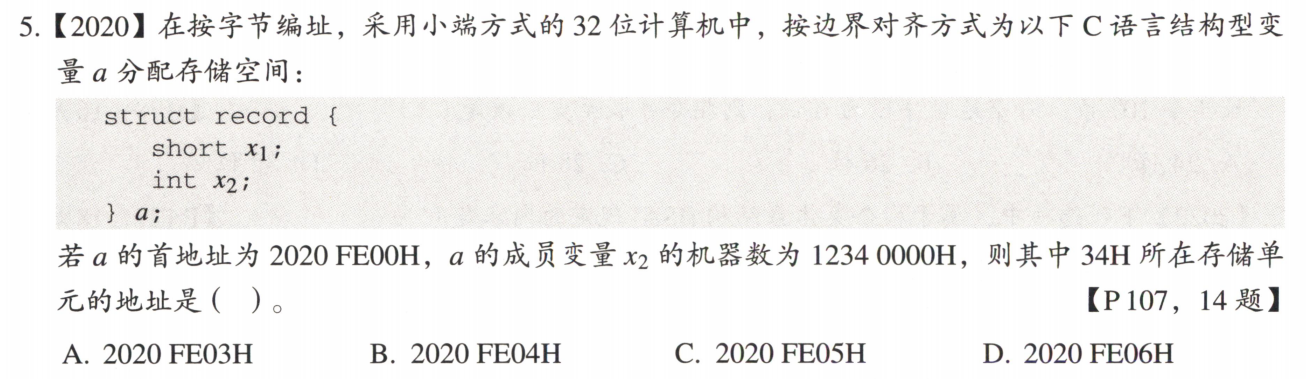 5.【2020】在按字节编址，采用小端方式的 32 位计算机中，按边界对齐方式为以下 C 语言结构型变
量 a 分配存储空间：
struct record {
short x₁;
int x₂;
} a;
若 a 的首地址为 2020 FE00H，a 的成员变量 x₂ 的机器数为 1234 0000H，则其中 34H 所在存储单
元的地址是（ ）。 【P 107，14 题】
A. 2020 FE03H B. 2020 FE04H C. 2020 FE05H D. 2020 FE06H